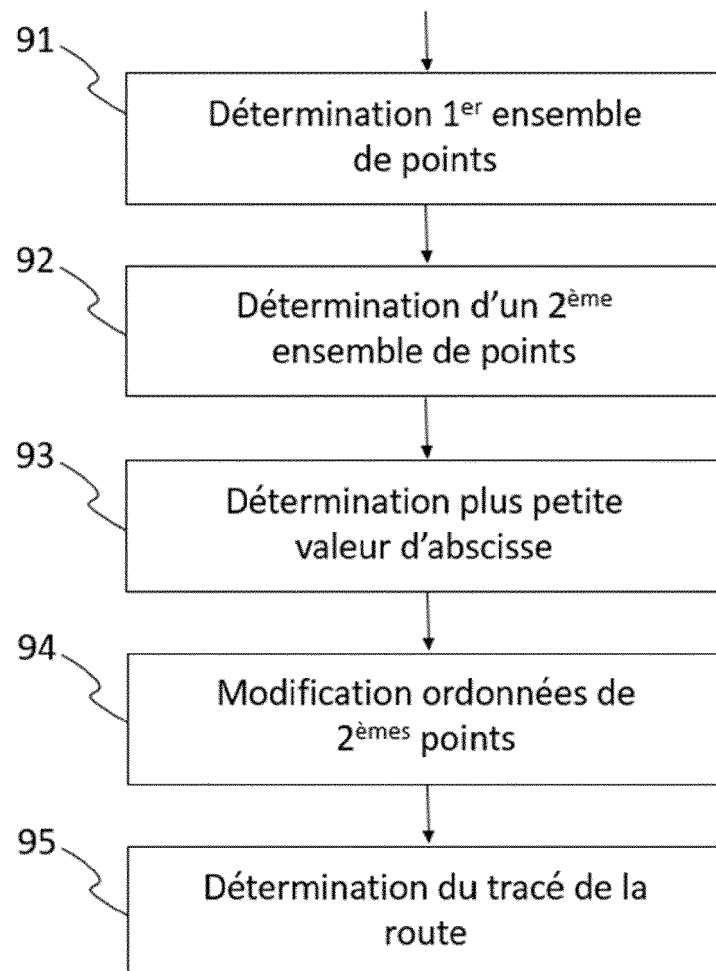 91
Détermination 1er ensemble
de points
92
Détermination d'un 2ème
ensemble de points
93
Détermination plus petite
valeur d'abscisse
94
Modification ordonnées de
2èmes points
95
Détermination du tracé de la
route